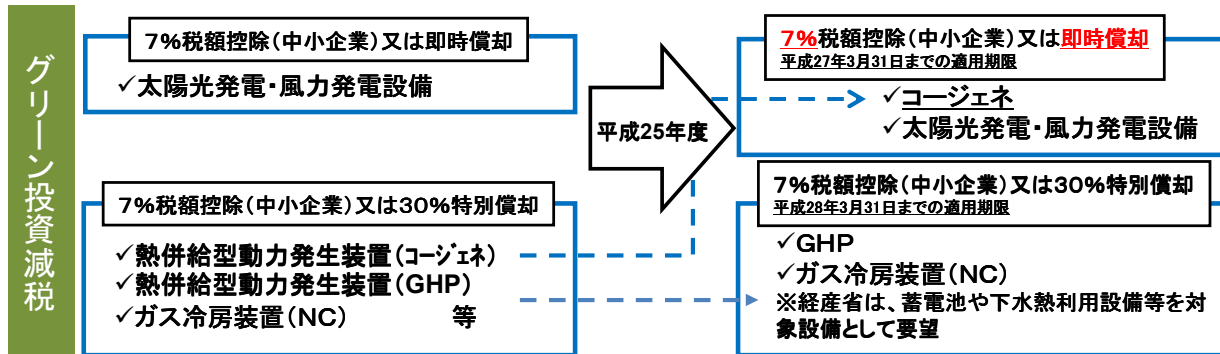 グリーン投資減税
7%税額控除(中小企業)又は即時償却
✓太陽光発電・風力発電設備
7%税額控除(中小企業)又は30%特別償却
✓熱併給型動力発生装置(コージェネ)
✓熱併給型動力発生装置(GHP)
✓ガス冷房装置(NC) 等
平成25年度
7%税額控除(中小企業)又は即時償却
平成27年3月31日までの適用期限
✓コージェネ
✓太陽光発電・風力発電設備
7%税額控除(中小企業)又は30%特別償却
平成28年3月31日までの適用期限
✓GHP
✓ガス冷房装置(NC)
※経産省は、蓄電池や下水熱利用設備等を対
象設備として要望